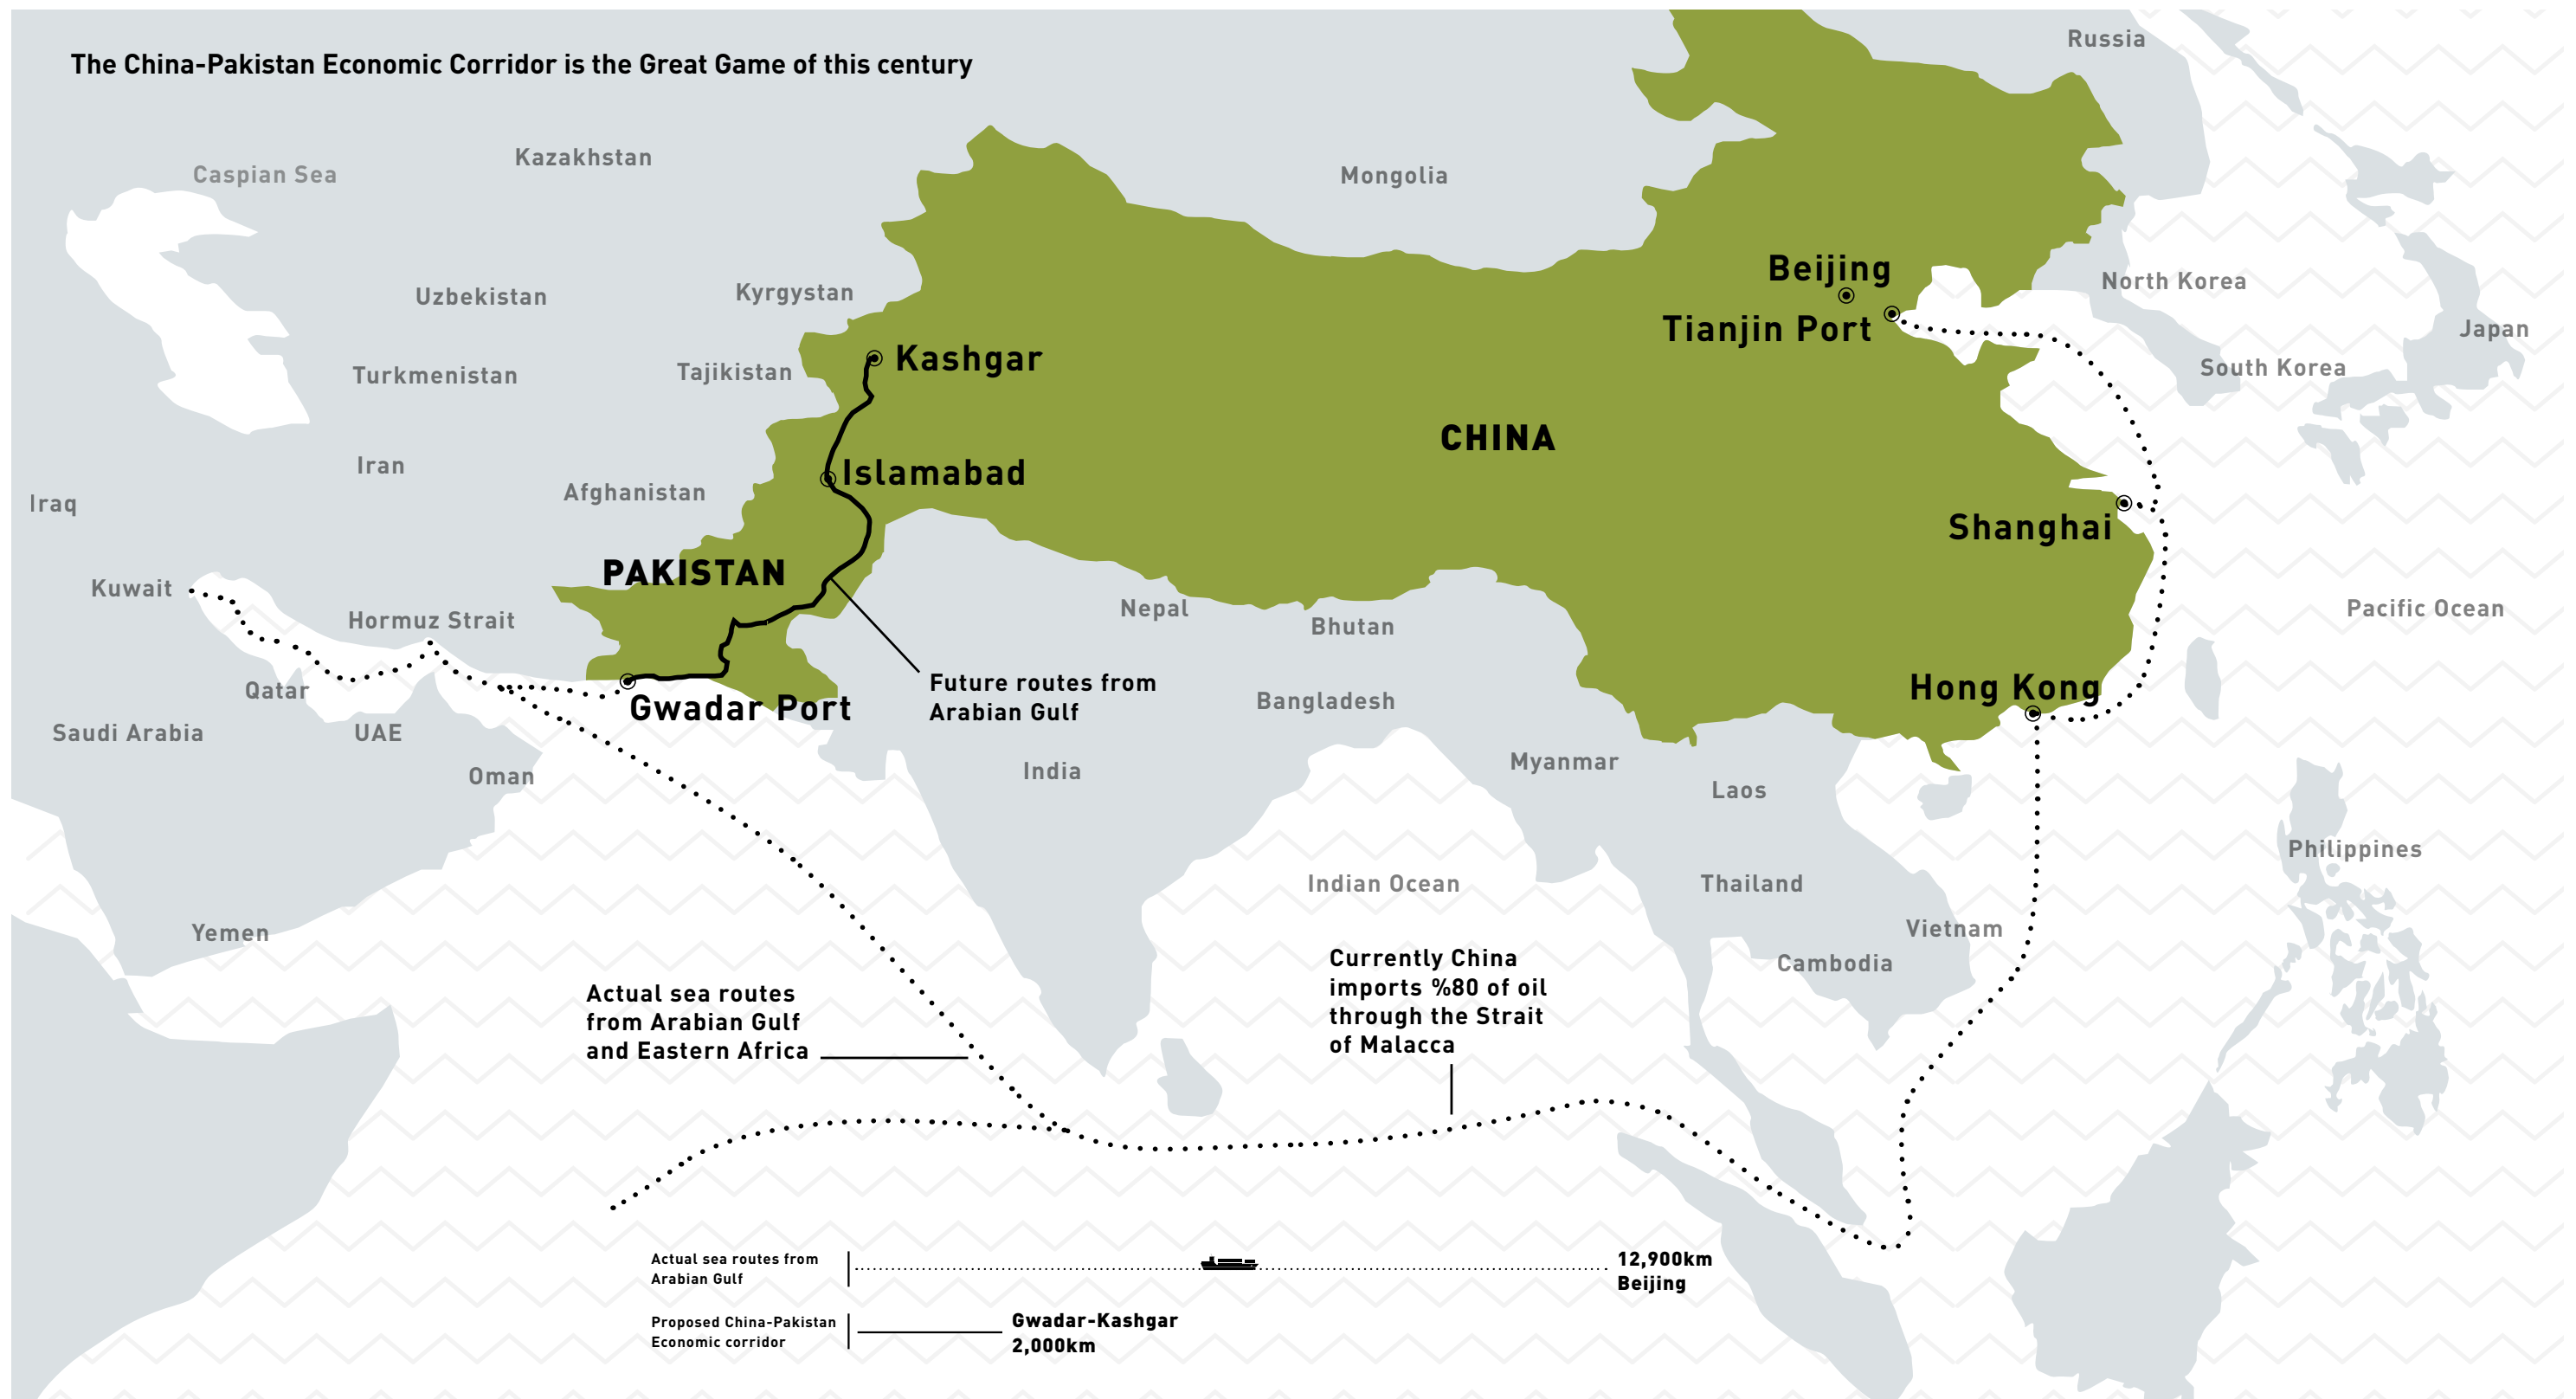 The China-Pakistan Economic Corridor is the Great Game of this century
Russia
Caspian Sea
Kazakhstan
Mongolia
Beijing
Tianjin Port
North Korea
Japan
South Korea
Uzbekistan
Kyrgystan
Turkmenistan
Tajikistan
Kashgar
CHINA
Iran
Iraq
Afghanistan
Islamabad
Shanghai
PAKISTAN
Kuwait
Hormuz Strait
Nepal
Bhutan
Pacific Ocean
Qatar
Gwadar Port
Future routes from
Arabian Gulf
Bangladesh
Hong Kong
Saudi Arabia
UAE
Oman
India
Myanmar
Laos
Philippines
Indian Ocean
Thailand
Yemen
Vietnam
Cambodia
Actual sea routes
from Arabian Gulf
and Eastern Africa
Currently China
imports %80 of oil
through the Strait
of Malacca
Actual sea routes from
Arabian Gulf
12,900km
Beijing
Proposed China-Pakistan
Economic corridor
Gwadar-Kashgar
2,000km